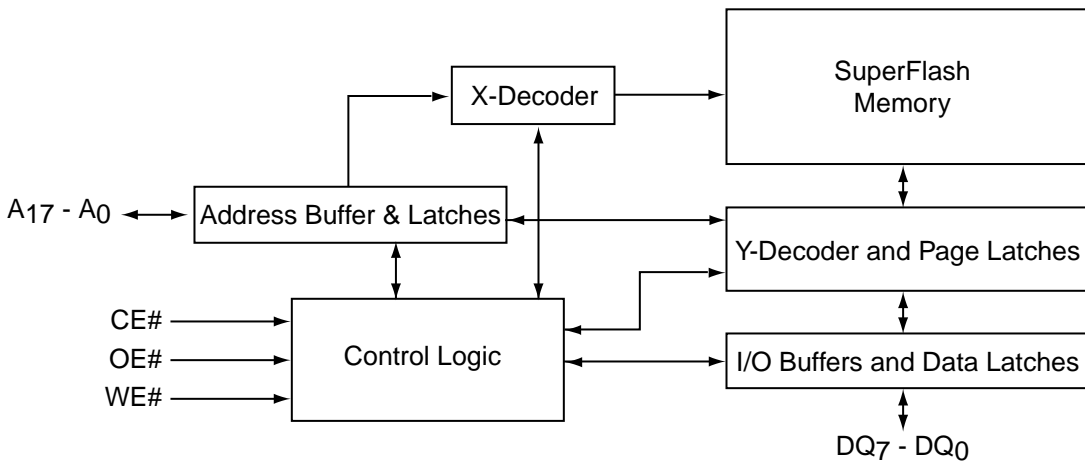 SuperFlash
Memory
X-Decoder
A17 - A0
Address Buffer & Latches
Y-Decoder and Page Latches
CE#
OE#
WE#
Control Logic
I/O Buffers and Data Latches
DQ7 - DQ0